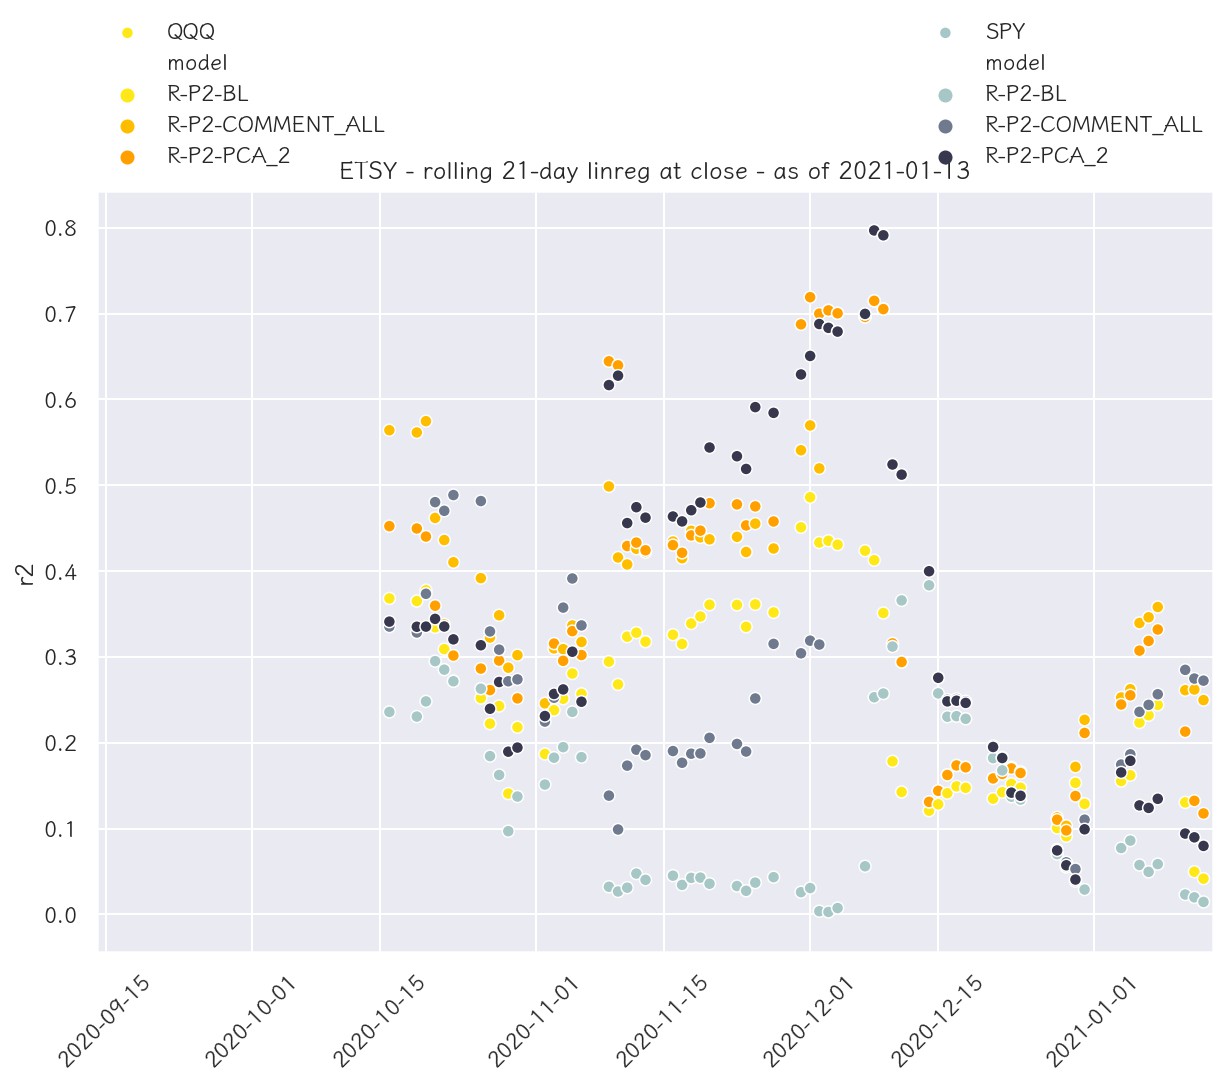 QQQ
model
R-P2-BL
R-P2-COMMENT_ALL
R-P2-PCA_2
SPY
model
R-P2-BL
R-P2-COMMENT_ALL
R-P2-PCA_2
ETSY - rolling 21-day linreg at close - as of 2021-01-13
0.8
0.7
0.6
0.5
0.4
0.3
0.2
0.1
0.0
r2
2020-09-15
2020-10-01
2020-10-15
2020-11-01
2020-11-15
2020-12-01
2020-12-15
2021-01-01